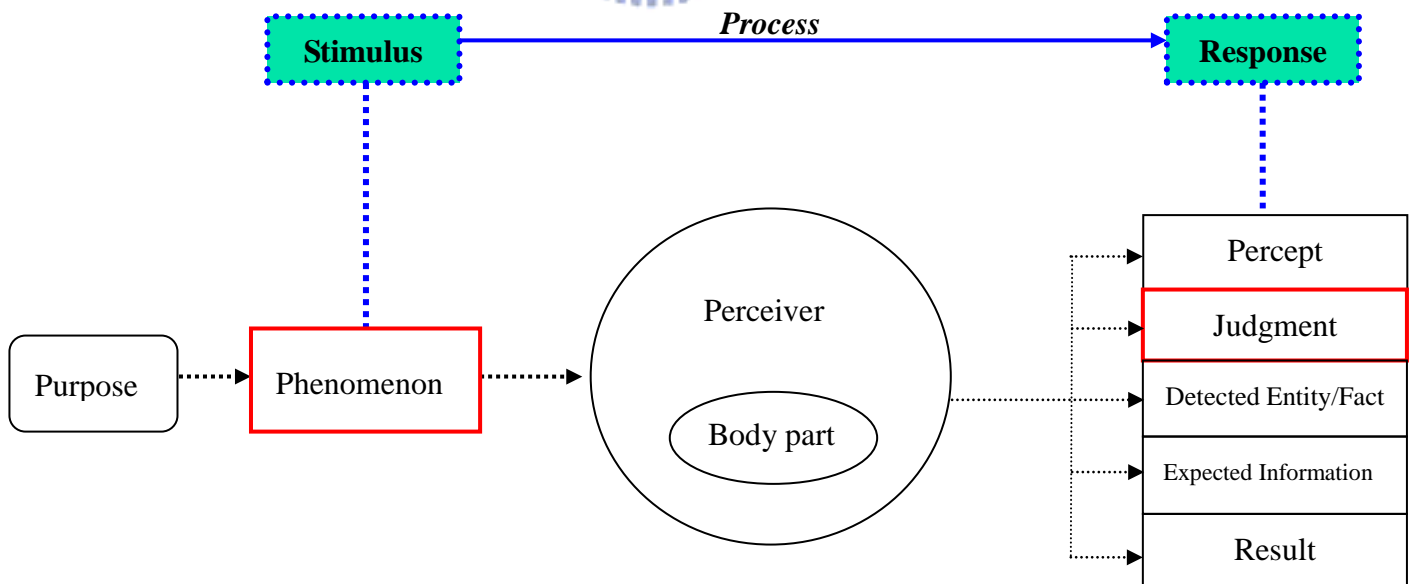 Process
Stimulus
Response
Percept
Perceiver
Judgment
Purpose
Phenomenon
Detected Entity/Fact
Body part
Expected Information
Result